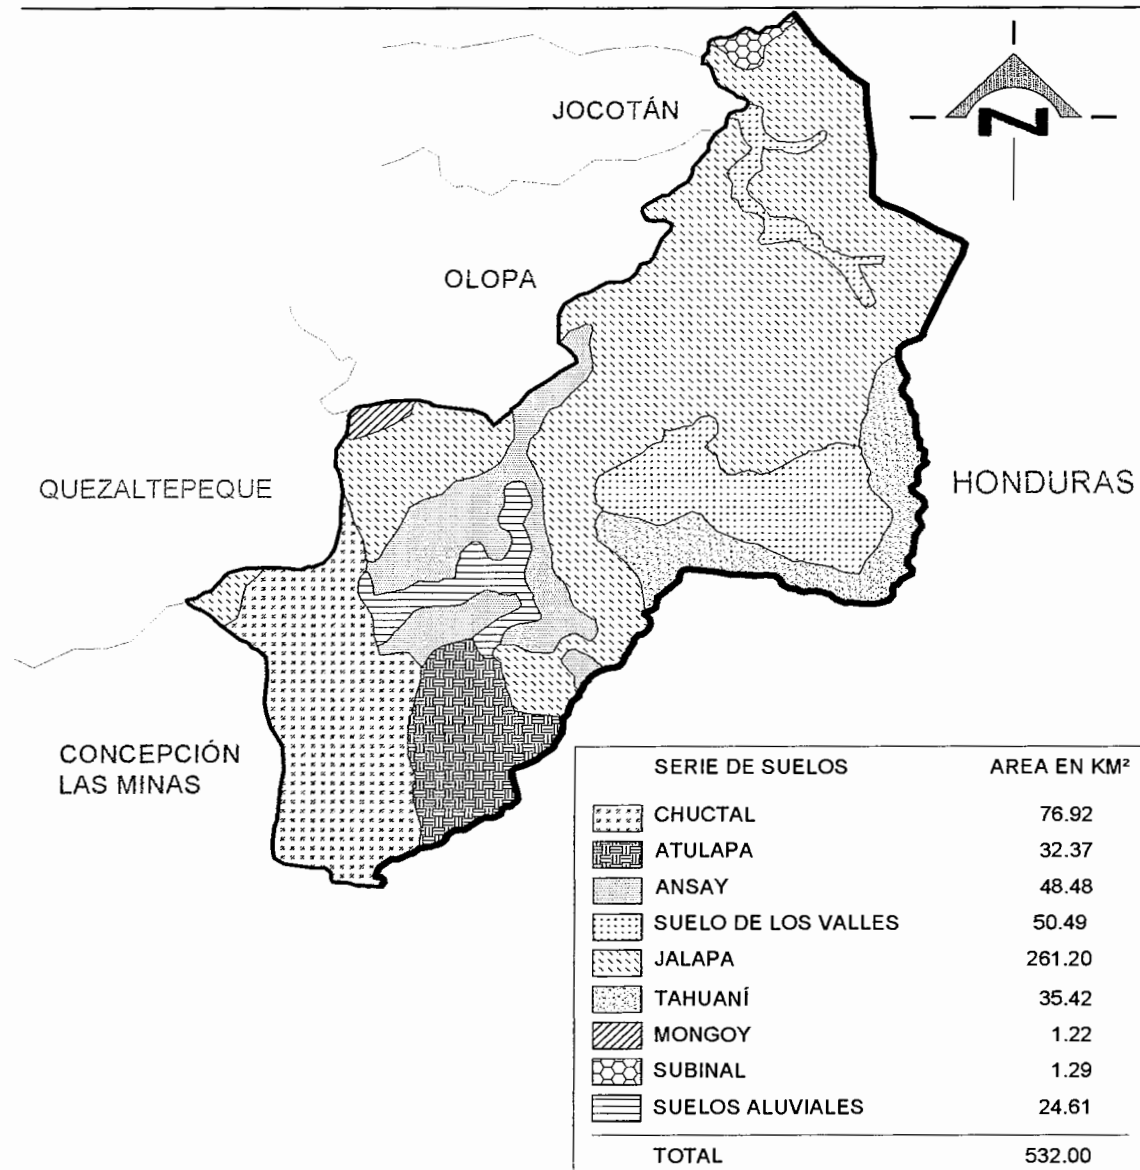 JOCOTÁN
N
OLOPA
QUEZALTEPEQUE
HONDURAS
CONCEPCIÓN
LAS MINAS
SERIE DE SUELOS AREA EN KM²
CHUCTAL 76.92
ATULAPA 32.37
ANSAY 48.48
SUELO DE LOS VALLES 50.49
JALAPA 261.20
TAHUANÍ 35.42
MONGOY 1.22
SUBINAL 1.29
SUELOS ALUVIALES 24.61
TOTAL 532.00